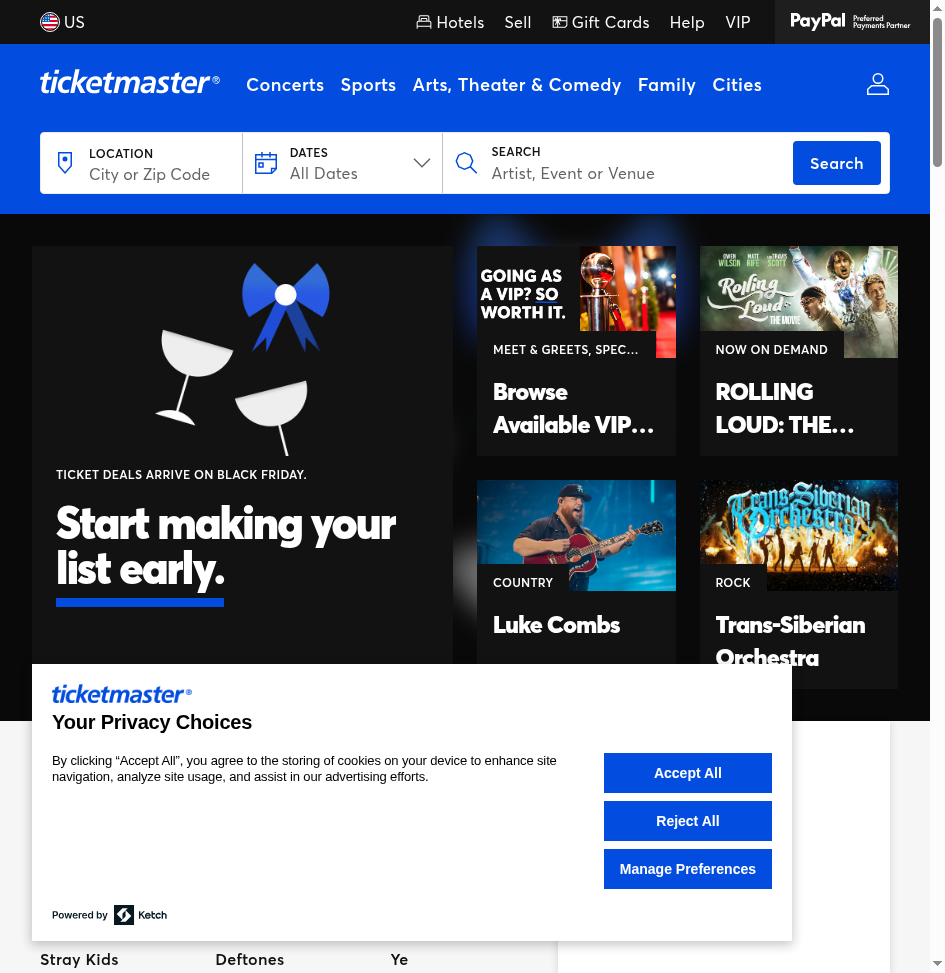 US
Hotels
Sell
Gift Cards
Help
VIP
PayPal
Preferred
Payments Partner
ticketmaster®
Concerts
Sports
Arts, Theater & Comedy
Family
Cities
LOCATION
City or Zip Code
DATES
All Dates
SEARCH
Artist, Event or Venue
Search
TICKET DEALS ARRIVE ON BLACK FRIDAY.
Start making your
list early.
GOING AS
A VIP? SO
WORTH IT.
MEET & GREETS, SPEC...
Browse
Available VIP...
OWEN WILSON
MATT RIFE
TRAVIS SCOTT
Rolling
Loud
THE MOVIE
NOW ON DEMAND
ROLLING
LOUD: THE...
COUNTRY
Luke Combs
Trans-Siberian
Orchestra
ROCK
Trans-Siberian
Orchestra
ticketmaster®
Your Privacy Choices
By clicking “Accept All”, you agree to the storing of cookies on your device to enhance site
navigation, analyze site usage, and assist in our advertising efforts.
Accept All
Reject All
Manage Preferences
Powered by
Ketch
Stray Kids
Deftones
Ye